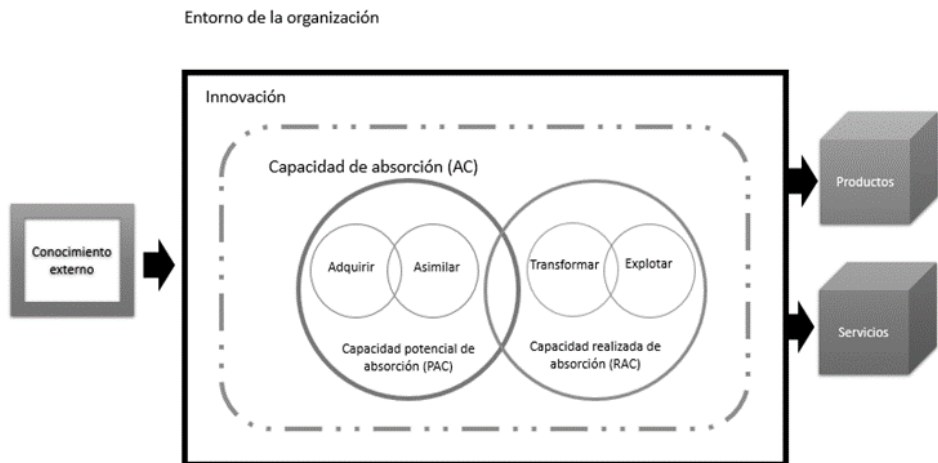 Entorno de la organización
Innovación
Capacidad de absorción (AC)
Conocimiento
externo
Adquirir
Asimilar
Transformar
Explotar
Capacidad potencial de
absorción (PAC)
Capacidad realizada de
absorción (RAC)
Productos
Servicios